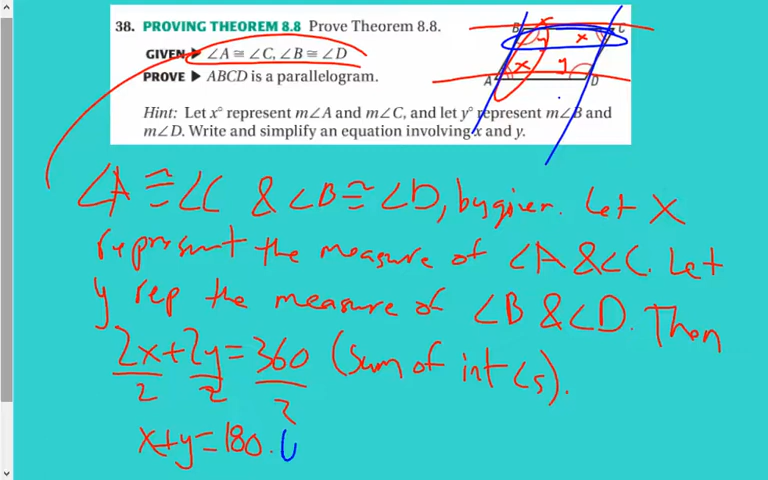 38. PROVING THEOREM 8.8 Prove Theorem 8.8.
GIVEN ▶ ∠A ≅ ∠C, ∠B ≅ ∠D
PROVE ▶ ABCD is a parallelogram.
Hint: Let x° represent m∠A and m∠C, and let y° represent m∠B and
m∠D. Write and simplify an equation involving x and y.
B C
y x
x y
A D
∠A ≅ ∠C & ∠B ≅ ∠D, by given. Let x
represent the measure of ∠A & ∠C. Let
y rep the measure of ∠B & ∠D. Then
2x+2y=360 (sum of int <s).
2 2 2
x+y=180.